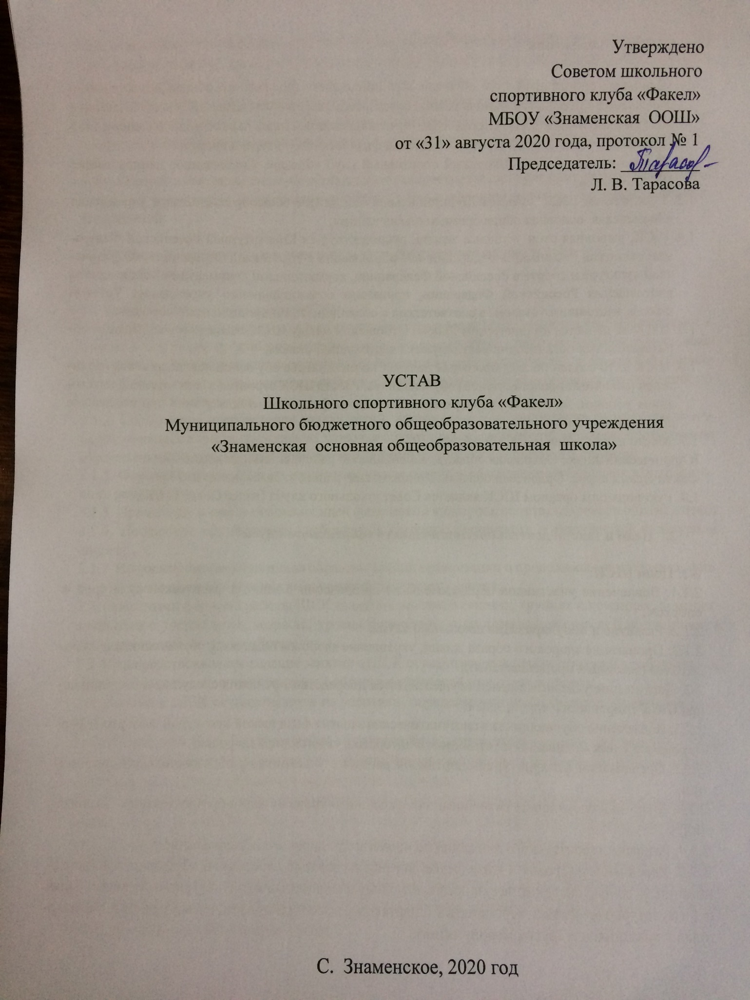 Утверждено
Советом школьного
спортивного клуба «Факел»
МБОУ «Знаменская ООШ»
от «31» августа 2020 года, протокол № 1
Председатель: Тарасов
Л. В. Тарасова
УСТАВ
Школьного спортивного клуба «Факел»
Муниципального бюджетного общеобразовательного учреждения
«Знаменская основная общеобразовательная школа»
С. Знаменское, 2020 год